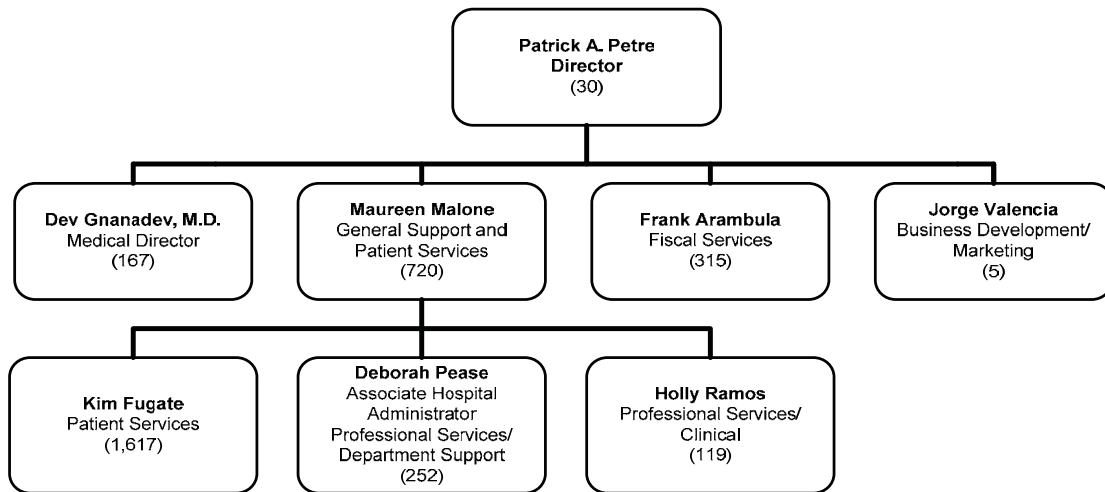 Patrick A. Petre
Director
(30)
Dev Gnanadev, M.D.
Medical Director
(167)
Maureen Malone
General Support and
Patient Services
(720)
Frank Arambula
Fiscal Services
(315)
Jorge Valencia
Business Development/
Marketing
(5)
Kim Fugate
Patient Services
(1,617)
Deborah Pease
Associate Hospital
Administrator
Professional Services/
Department Support
(252)
Holly Ramos
Professional Services/
Clinical
(119)